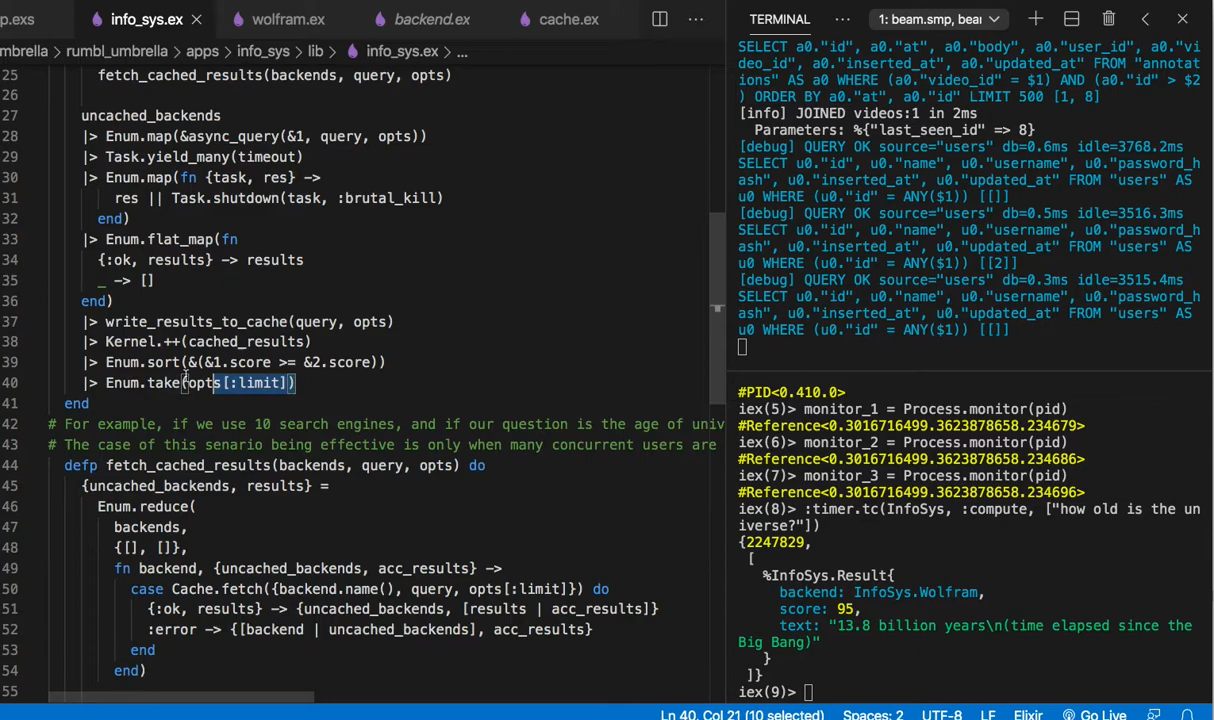 p.exs info_sys.ex wolfram.ex backend.ex cache.ex
mbrella > rumbl_umbrella > apps > info_sys > lib > info_sys.ex > ...
25 fetch_cached_results(backends, query, opts)
26
27 uncached_backends
28 |> Enum.map(&async_query(&1, query, opts))
29 |> Task.yield_many(timeout)
30 |> Enum.map(fn {task, res} ->
31 res || Task.shutdown(task, :brutal_kill)
32 end)
33 |> Enum.flat_map(fn
34 {:ok, results} -> results
35 _ -> []
36 end)
37 |> write_results_to_cache(query, opts)
38 |> Kernel.++(cached_results)
39 |> Enum.sort(&(&1.score >= &2.score))
40 |> Enum.take(opts[:limit])
41 end
42 # For example, if we use 10 search engines, and if our question is the age of univ
43 # The case of this senario being effective is only when many concurrent users are
44 defp fetch_cached_results(backends, query, opts) do
45 {uncached_backends, results} =
46 Enum.reduce(
47 backends,
48 {[], []},
49 fn backend, {uncached_backends, acc_results} ->
50 case Cache.fetch({backend.name(), query, opts[:limit]}) do
51 {:ok, results} -> {uncached_backends, [results | acc_results]}
52 :error -> {[backend | uncached_backends], acc_results}
53 end
54 end)
55
TERMINAL ... 1: beam.smp, bear
SELECT a0."id", a0."at", a0."body", a0."user_id", a0."vi
deo_id", a0."inserted_at", a0."updated_at" FROM "annotat
ions" AS a0 WHERE (a0."video_id" = $1) AND (a0."id" > $2
) ORDER BY a0."at", a0."id" LIMIT 500 [1, 8]
[info] JOINED videos:1 in 2ms
Parameters: %{"last_seen_id" => 8}
[debug] QUERY OK source="users" db=0.6ms idle=3768.2ms
SELECT u0."id", u0."name", u0."username", u0."password_h
ash", u0."inserted_at", u0."updated_at" FROM "users" AS
u0 WHERE (u0."id" = ANY($1)) [[]]
[debug] QUERY OK source="users" db=0.5ms idle=3516.3ms
SELECT u0."id", u0."name", u0."username", u0."password_h
ash", u0."inserted_at", u0."updated_at" FROM "users" AS
u0 WHERE (u0."id" = ANY($1)) [[2]]
[debug] QUERY OK source="users" db=0.3ms idle=3515.4ms
SELECT u0."id", u0."name", u0."username", u0."password_h
ash", u0."inserted_at", u0."updated_at" FROM "users" AS
u0 WHERE (u0."id" = ANY($1)) [[]]
#PID<0.410.0>
iex(5)> monitor_1 = Process.monitor(pid)
#Reference<0.3016716499.3623878658.234679>
iex(6)> monitor_2 = Process.monitor(pid)
#Reference<0.3016716499.3623878658.234686>
iex(7)> monitor_3 = Process.monitor(pid)
#Reference<0.3016716499.3623878658.234696>
iex(8)> :timer.tc(InfoSys, :compute, ["how old is the un
iverse?"])
{2247829,
[
%InfoSys.Result{
backend: InfoSys.Wolfram,
score: 95,
text: "13.8 billion years\n(time elapsed since the
Big Bang)"
}
]}
iex(9)>
Ln 40, Col 21 (10 selected) Spaces: 2 UTF-8 LF Elixir Go Live